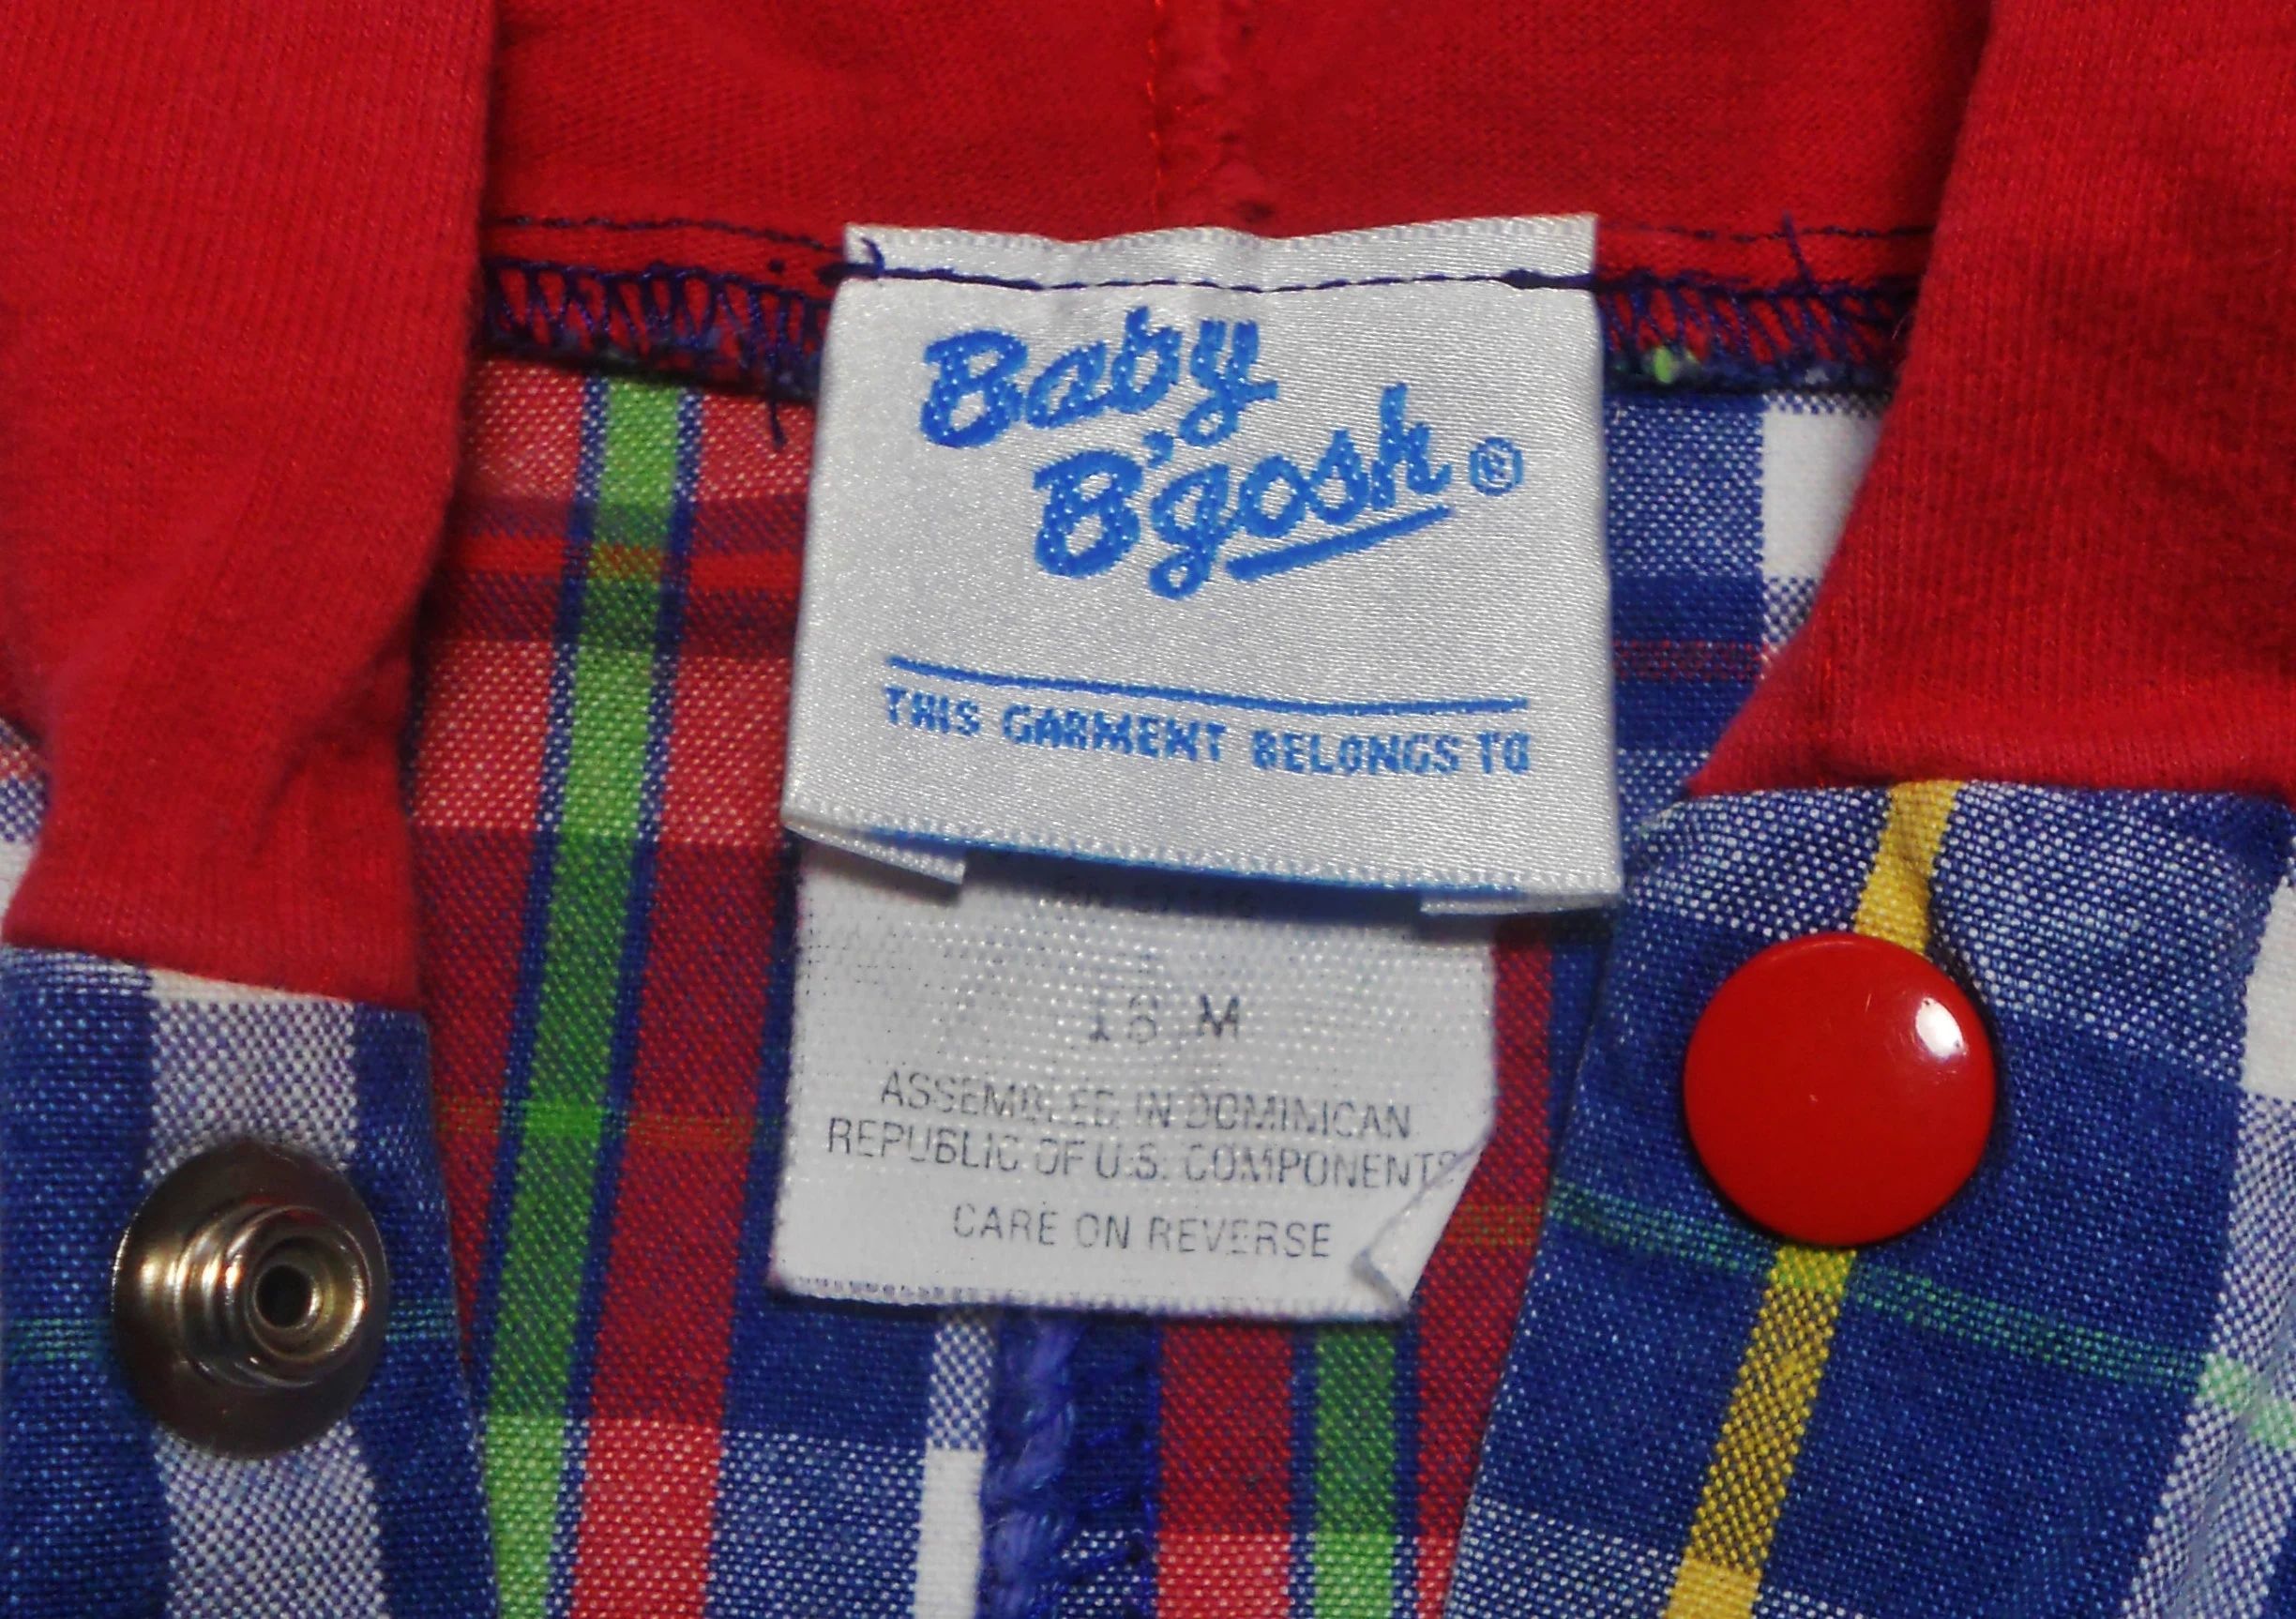 Baby
B'gosh®
THIS GARMENT BELONGS TO
18 M
ASSEMBLED IN DOMINICAN
REPUBLIC OF U.S. COMPONENTS
CARE ON REVERSE